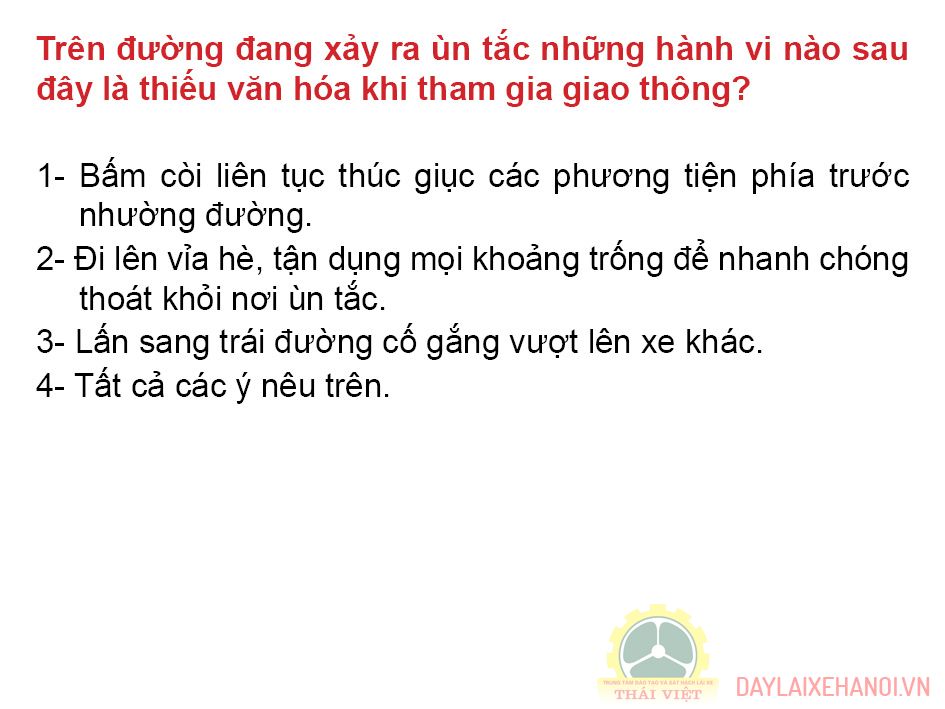 Trên đường đang xảy ra ùn tắc những hành vi nào sau
đây là thiếu văn hóa khi tham gia giao thông?
1- Bấm còi liên tục thúc giục các phương tiện phía trước
nhường đường.
2- Đi lên vỉa hè, tận dụng mọi khoảng trống để nhanh chóng
thoát khỏi nơi ùn tắc.
3- Lấn sang trái đường cố gắng vượt lên xe khác.
4- Tất cả các ý nêu trên.
TRUNG TÂM ĐÀO TẠO VÀ SÁT HẠCH LÁI XE
THÁI VIỆT
DAYLAIXEHANOI.VN